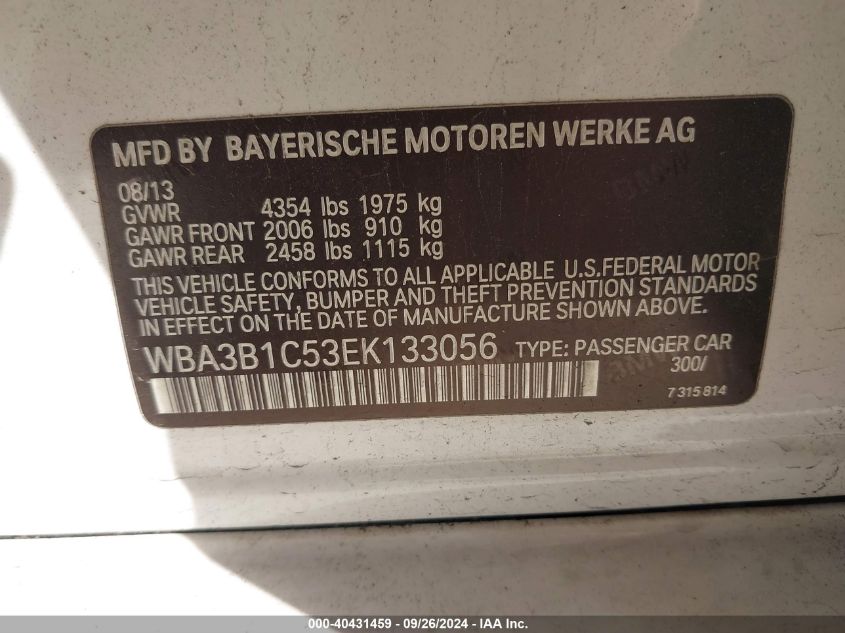 MFD BY BAYERISCHE MOTOREN WERKE AG
08/13
GVWR 4354 lbs 1975 kg
GAWR FRONT 2006 lbs 910 kg
GAWR REAR 2458 lbs 1115 kg
THIS VEHICLE CONFORMS TO ALL APPLICABLE U.S.FEDERAL MOTOR
VEHICLE SAFETY, BUMPER AND THEFT PREVENTION STANDARDS
IN EFFECT ON THE DATE OF MANUFACTURE SHOWN ABOVE.
WBA3B1C53EK133056 TYPE: PASSENGER CAR
300/
7 315 814
000-40431459 - 09/26/2024 - IAA, Inc.